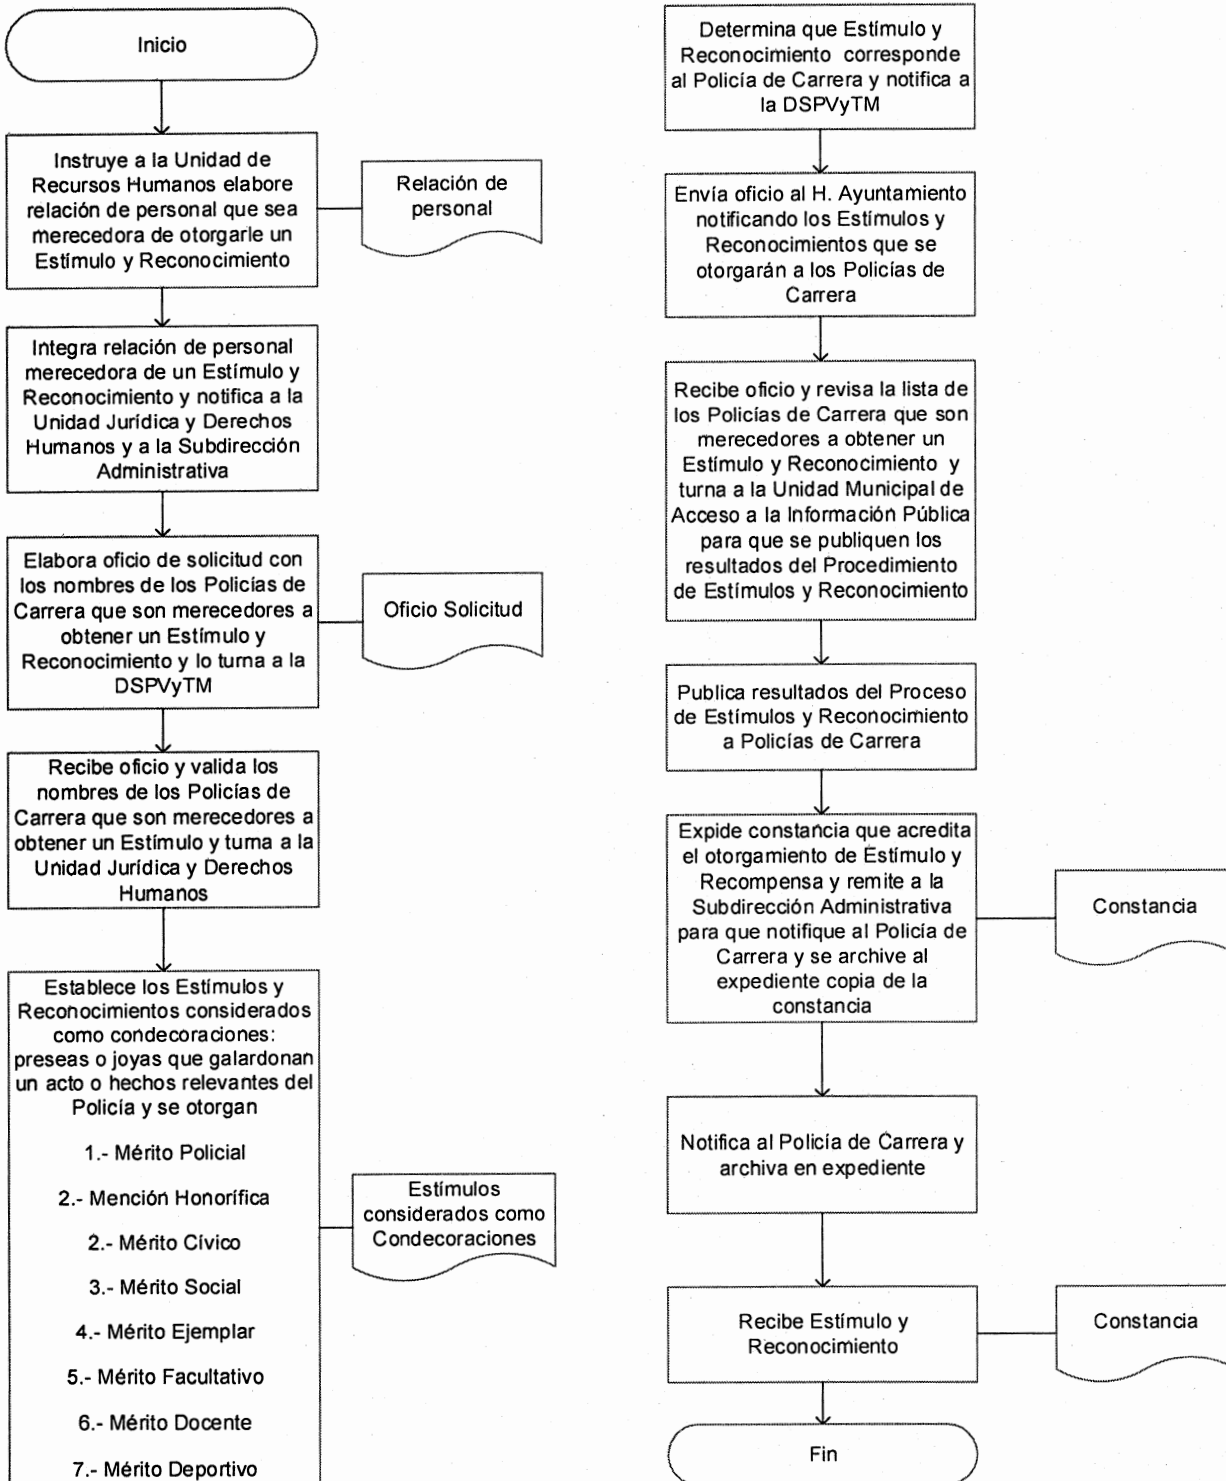 Inicio
Instruye a la Unidad de
Recursos Humanos elabore
relación de personal que sea
merecedora de otorgarle un
Estímulo y Reconocimiento
Relación de
personal
Integra relación de personal
merecedora de un Estímulo y
Reconocimiento y notifica a la
Unidad Jurídica y Derechos
Humanos y a la Subdirección
Administrativa
Elabora oficio de solicitud con
los nombres de los Policías de
Carrera que son merecedores a
obtener un Estímulo y
Reconocimiento y lo turna a la
DSPVyTM
Oficio Solicitud
Recibe oficio y valida los
nombres de los Policías de
Carrera que son merecedores a
obtener un Estímulo y turna a la
Unidad Jurídica y Derechos
Humanos
Establece los Estímulos y
Reconocimientos considerados
como condecoraciones:
preseas o joyas que galardonan
un acto o hechos relevantes del
Policía y se otorgan
1.- Mérito Policial
2.- Mención Honorífica
2.- Mérito Cívico
3.- Mérito Social
4.- Mérito Ejemplar
5.- Mérito Facultativo
6.- Mérito Docente
7.- Mérito Deportivo
Estímulos
considerados como
Condecoraciones
Determina que Estímulo y
Reconocimiento corresponde
al Policía de Carrera y notifica a
la DSPVyTM
Envía oficio al H. Ayuntamiento
notificando los Estímulos y
Reconocimientos que se
otorgarán a los Policías de
Carrera
Recibe oficio y revisa la lista de
los Policías de Carrera que son
merecedores a obtener un
Estímulo y Reconocimiento y
turna a la Unidad Municipal de
Acceso a la Información Pública
para que se publiquen los
resultados del Procedimiento
de Estímulos y Reconocimiento
Publica resultados del Proceso
de Estímulos y Reconocimiento
a Policías de Carrera
Expide constancia que acredita
el otorgamiento de Estímulo y
Recompensa y remite a la
Subdirección Administrativa
para que notifique al Policía de
Carrera y se archive al
expediente copia de la
constancia
Constancia
Notifica al Policía de Carrera y
archiva en expediente
Recibe Estímulo y
Reconocimiento
Constancia
Fin